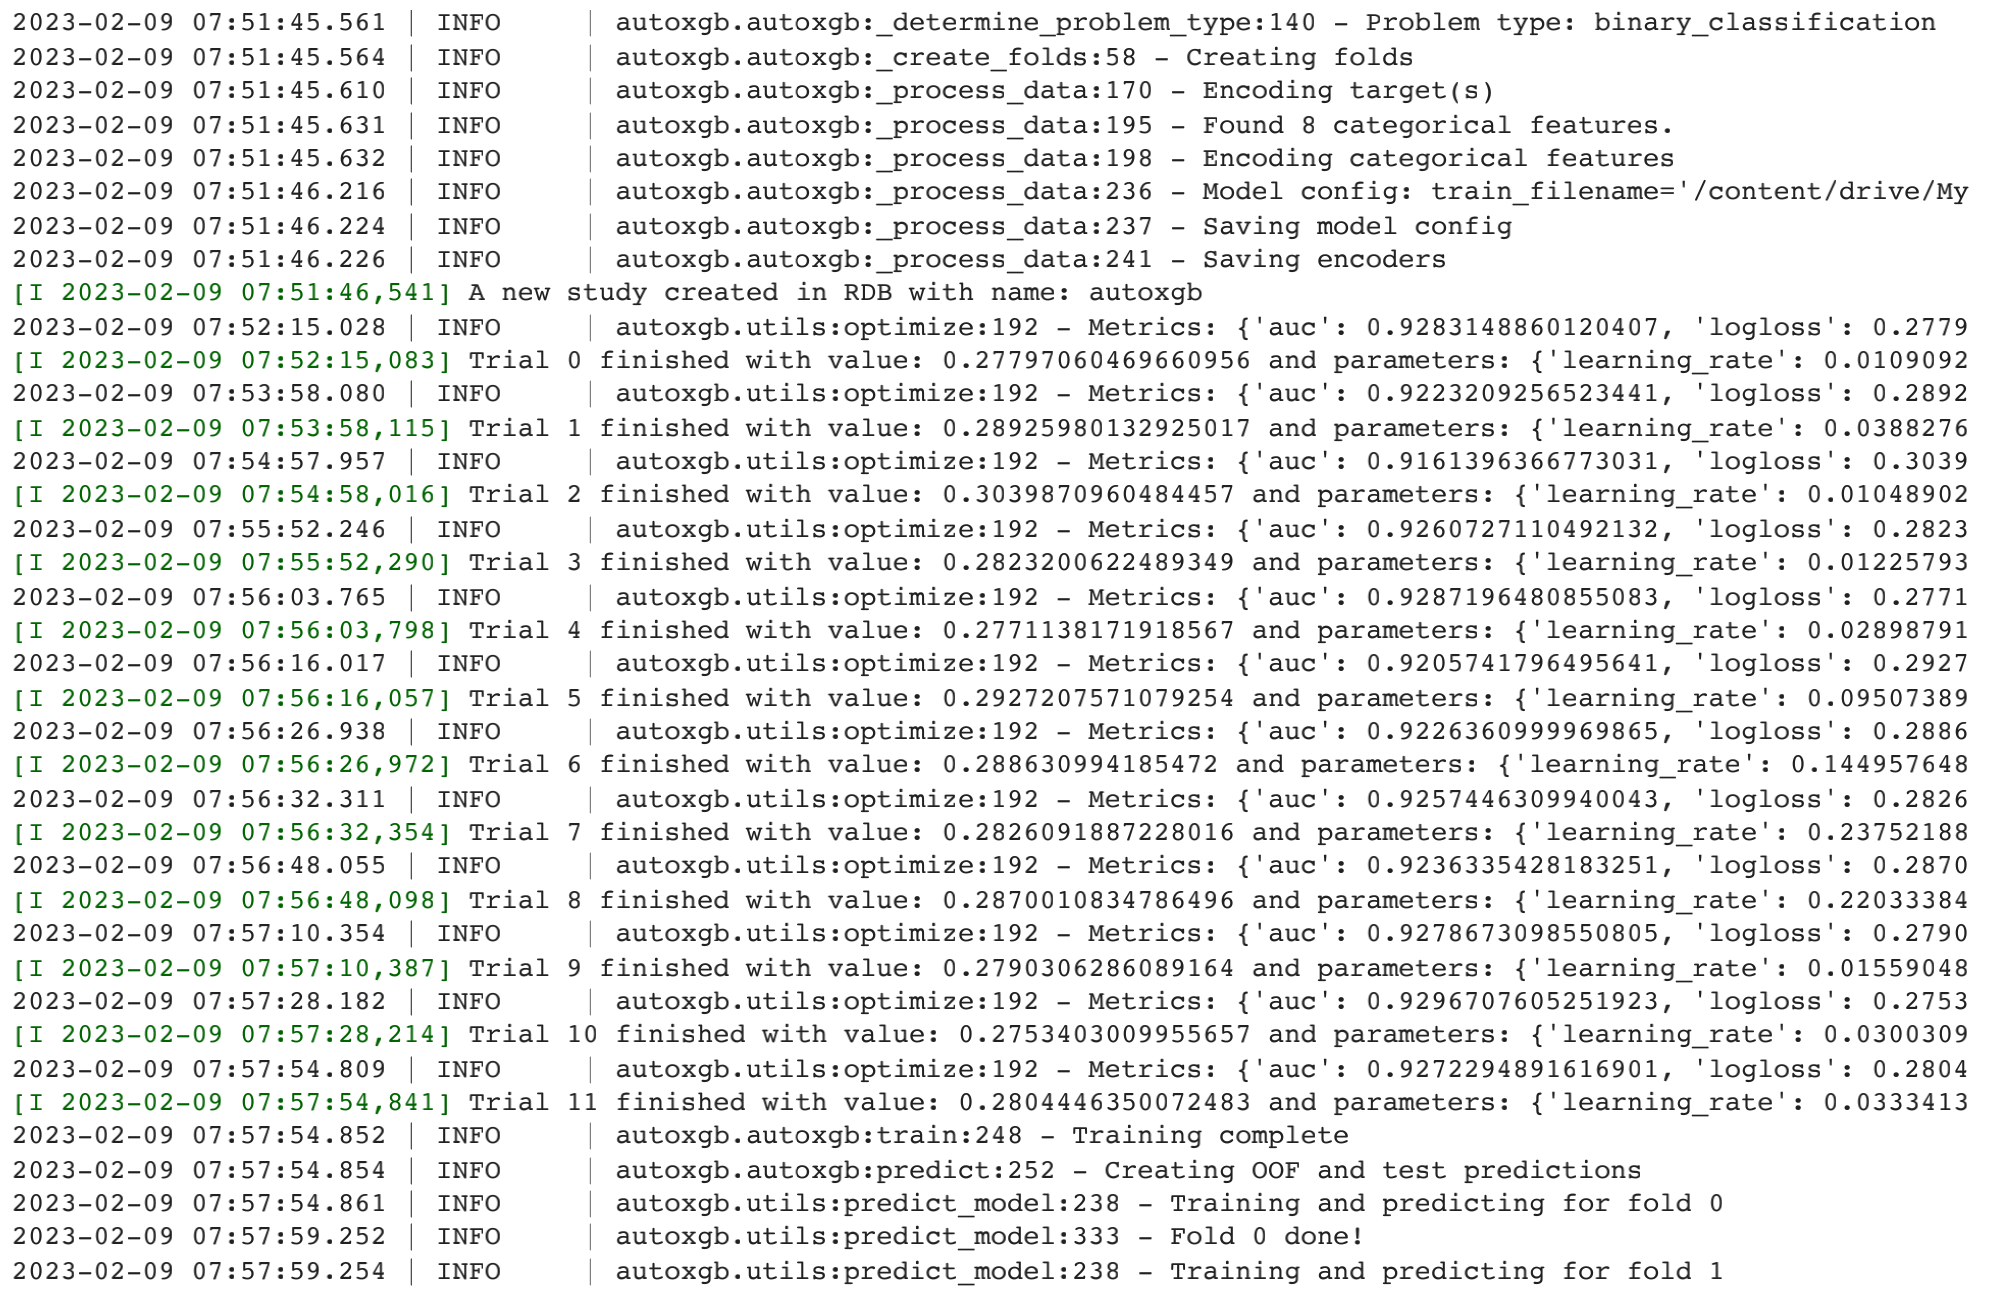 2023-02-09 07:51:45.561 | INFO     | autoxgb.autoxgb:_determine_problem_type:140 - Problem type: binary_classification
2023-02-09 07:51:45.564 | INFO     | autoxgb.autoxgb:_create_folds:58 - Creating folds
2023-02-09 07:51:45.610 | INFO     | autoxgb.autoxgb:_process_data:170 - Encoding target(s)
2023-02-09 07:51:45.631 | INFO     | autoxgb.autoxgb:_process_data:195 - Found 8 categorical features.
2023-02-09 07:51:45.632 | INFO     | autoxgb.autoxgb:_process_data:198 - Encoding categorical features
2023-02-09 07:51:46.216 | INFO     | autoxgb.autoxgb:_process_data:236 - Model config: train_filename='/content/drive/My
2023-02-09 07:51:46.224 | INFO     | autoxgb.autoxgb:_process_data:237 - Saving model config
2023-02-09 07:51:46.226 | INFO     | autoxgb.autoxgb:_process_data:241 - Saving encoders
[I 2023-02-09 07:51:46,541] A new study created in RDB with name: autoxgb
2023-02-09 07:52:15.028 | INFO     | autoxgb.utils:optimize:192 - Metrics: {'auc': 0.9283148860120407, 'logloss': 0.2779
[I 2023-02-09 07:52:15,083] Trial 0 finished with value: 0.27797060469660956 and parameters: {'learning_rate': 0.0109092
2023-02-09 07:53:58.080 | INFO     | autoxgb.utils:optimize:192 - Metrics: {'auc': 0.9223209256523441, 'logloss': 0.2892
[I 2023-02-09 07:53:58,115] Trial 1 finished with value: 0.28925980132925017 and parameters: {'learning_rate': 0.0388276
2023-02-09 07:54:57.957 | INFO     | autoxgb.utils:optimize:192 - Metrics: {'auc': 0.9161396366773031, 'logloss': 0.3039
[I 2023-02-09 07:54:58,016] Trial 2 finished with value: 0.3039870960484457 and parameters: {'learning_rate': 0.01048902
2023-02-09 07:55:52.246 | INFO     | autoxgb.utils:optimize:192 - Metrics: {'auc': 0.9260727110492132, 'logloss': 0.2823
[I 2023-02-09 07:55:52,290] Trial 3 finished with value: 0.2823200622489349 and parameters: {'learning_rate': 0.01225793
2023-02-09 07:56:03.765 | INFO     | autoxgb.utils:optimize:192 - Metrics: {'auc': 0.9287196480855083, 'logloss': 0.2771
[I 2023-02-09 07:56:03,798] Trial 4 finished with value: 0.2771138171918567 and parameters: {'learning_rate': 0.02898791
2023-02-09 07:56:16.017 | INFO     | autoxgb.utils:optimize:192 - Metrics: {'auc': 0.9205741796495641, 'logloss': 0.2927
[I 2023-02-09 07:56:16,057] Trial 5 finished with value: 0.2927207571079254 and parameters: {'learning_rate': 0.09507389
2023-02-09 07:56:26.938 | INFO     | autoxgb.utils:optimize:192 - Metrics: {'auc': 0.9226360999969865, 'logloss': 0.2886
[I 2023-02-09 07:56:26,972] Trial 6 finished with value: 0.288630994185472 and parameters: {'learning_rate': 0.144957648
2023-02-09 07:56:32.311 | INFO     | autoxgb.utils:optimize:192 - Metrics: {'auc': 0.9257446309940043, 'logloss': 0.2826
[I 2023-02-09 07:56:32,354] Trial 7 finished with value: 0.2826091887228016 and parameters: {'learning_rate': 0.23752188
2023-02-09 07:56:48.055 | INFO     | autoxgb.utils:optimize:192 - Metrics: {'auc': 0.9236335428183251, 'logloss': 0.2870
[I 2023-02-09 07:56:48,098] Trial 8 finished with value: 0.2870010834786496 and parameters: {'learning_rate': 0.22033384
2023-02-09 07:57:10.354 | INFO     | autoxgb.utils:optimize:192 - Metrics: {'auc': 0.9278673098550805, 'logloss': 0.2790
[I 2023-02-09 07:57:10,387] Trial 9 finished with value: 0.2790306286089164 and parameters: {'learning_rate': 0.01559048
2023-02-09 07:57:28.182 | INFO     | autoxgb.utils:optimize:192 - Metrics: {'auc': 0.9296707605251923, 'logloss': 0.2753
[I 2023-02-09 07:57:28,214] Trial 10 finished with value: 0.2753403009955657 and parameters: {'learning_rate': 0.0300309
2023-02-09 07:57:54.809 | INFO     | autoxgb.utils:optimize:192 - Metrics: {'auc': 0.9272294891616901, 'logloss': 0.2804
[I 2023-02-09 07:57:54,841] Trial 11 finished with value: 0.2804446350072483 and parameters: {'learning_rate': 0.0333413
2023-02-09 07:57:54.852 | INFO     | autoxgb.autoxgb:train:248 - Training complete
2023-02-09 07:57:54.854 | INFO     | autoxgb.autoxgb:predict:252 - Creating OOF and test predictions
2023-02-09 07:57:54.861 | INFO     | autoxgb.utils:predict_model:238 - Training and predicting for fold 0
2023-02-09 07:57:59.252 | INFO     | autoxgb.utils:predict_model:333 - Fold 0 done!
2023-02-09 07:57:59.254 | INFO     | autoxgb.utils:predict_model:238 - Training and predicting for fold 1